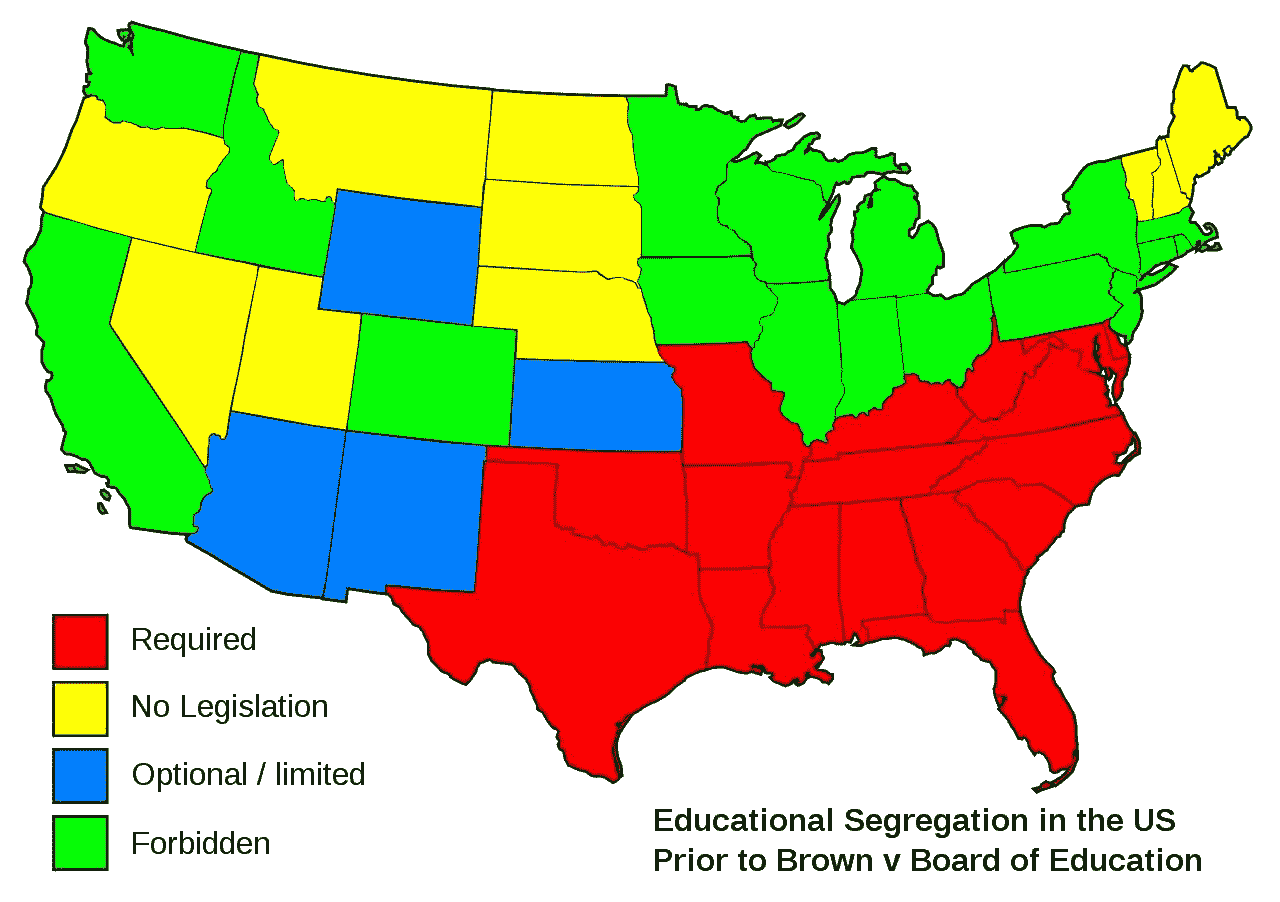 Required
No Legislation
Optional / limited
Forbidden
Educational Segregation in the US
Prior to Brown v Board of Education